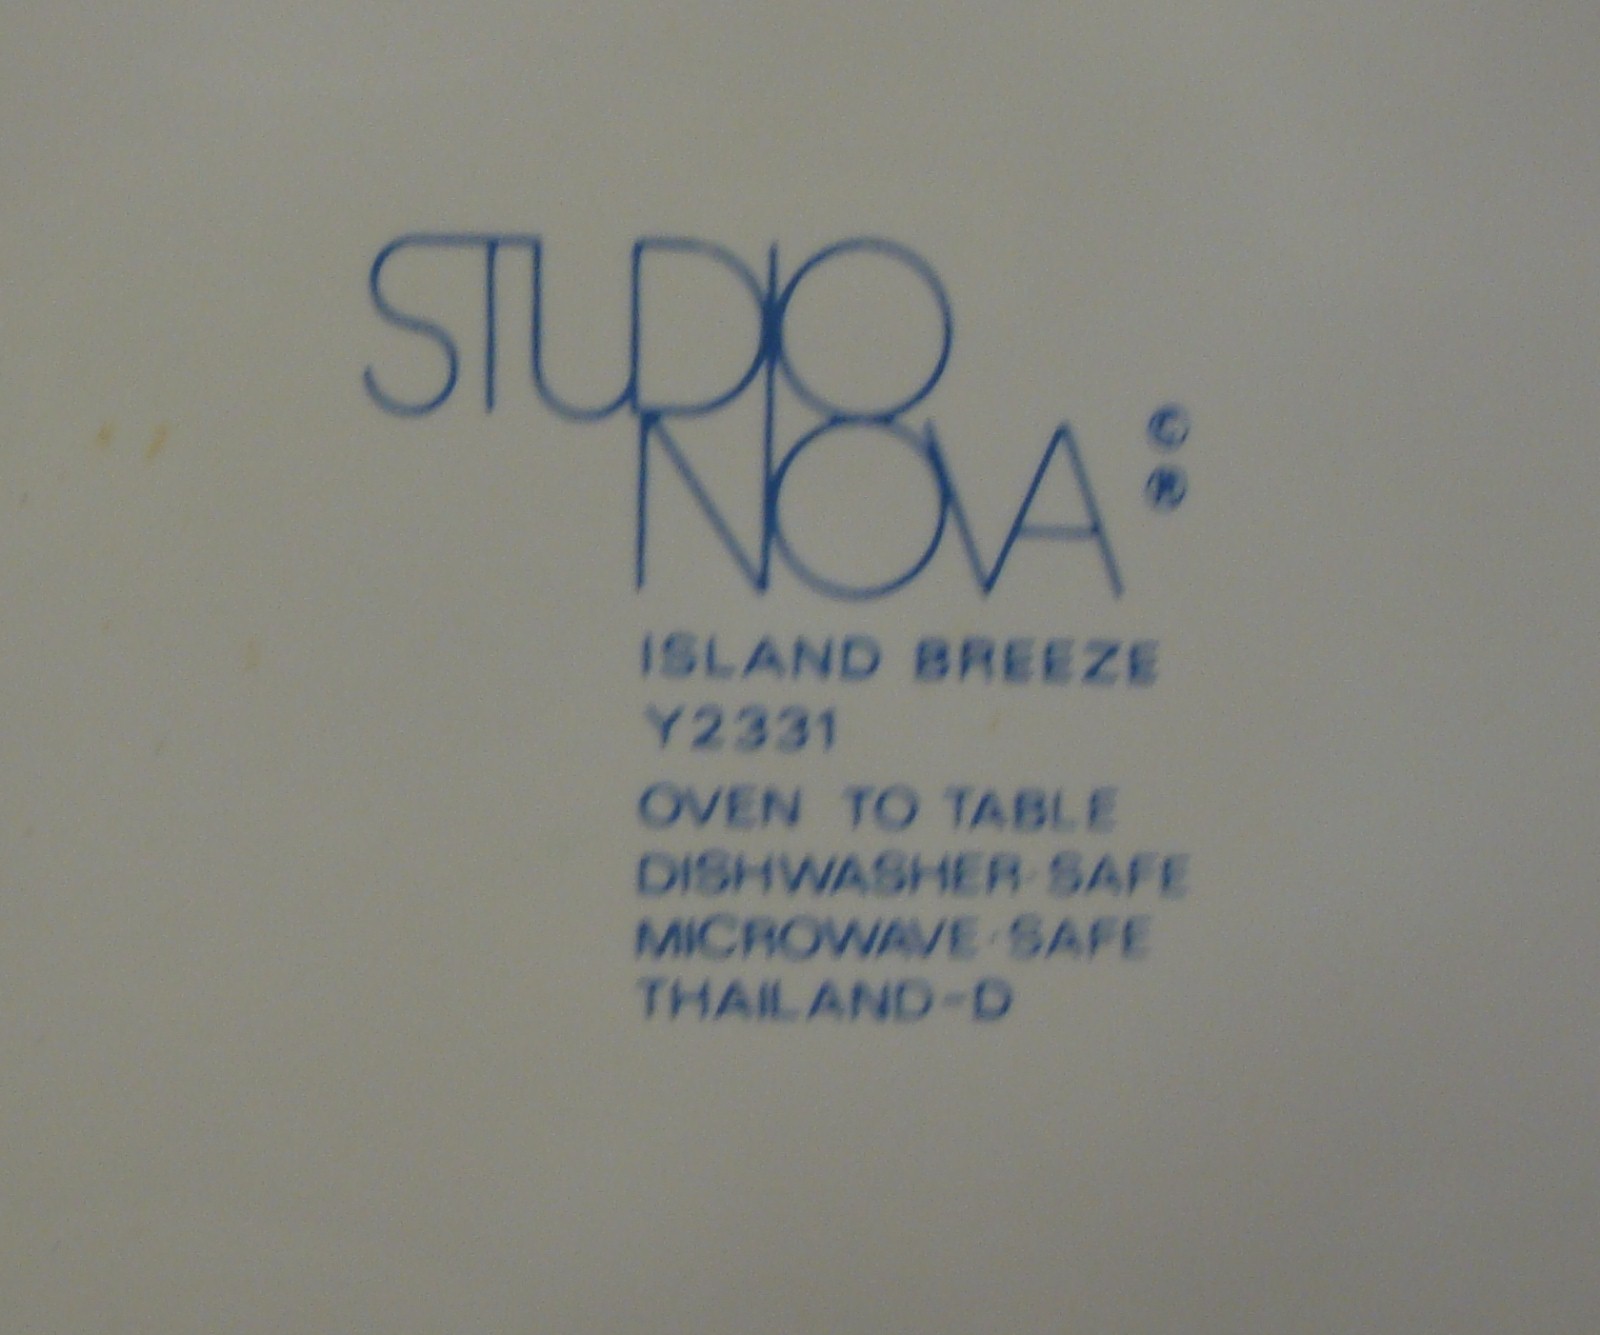 STUDIO
NOVA ©
®
ISLAND BREEZE
Y2331
OVEN TO TABLE
DISHWASHER·SAFE
MICROWAVE·SAFE
THAILAND-D